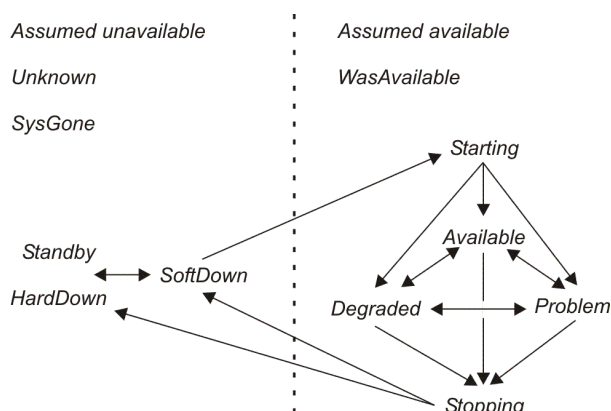 Assumed unavailable
Assumed available
Unknown
WasAvailable
SysGone
Starting
Available
Standby
SoftDown
HardDown
Degraded
Problem
Stopping